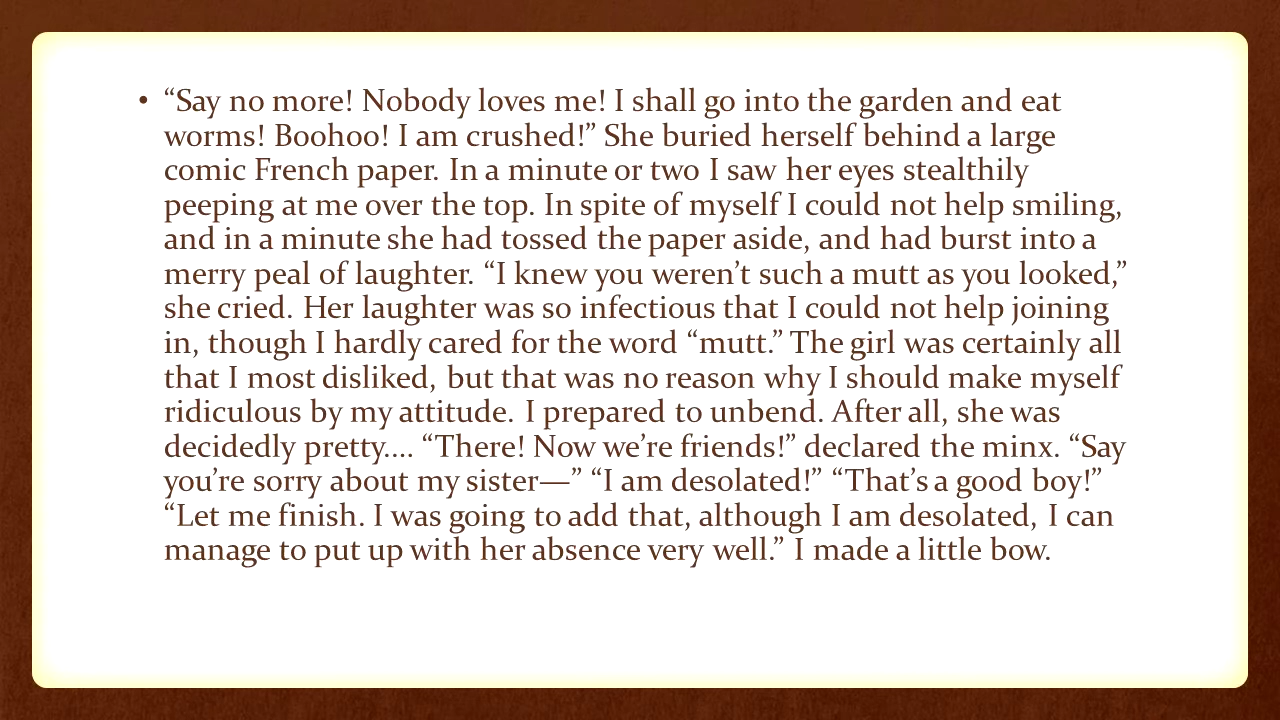 • “Say no more! Nobody loves me! I shall go into the garden and eat
worms! Boohoo! I am crushed!” She buried herself behind a large
comic French paper. In a minute or two I saw her eyes stealthily
peeping at me over the top. In spite of myself I could not help smiling,
and in a minute she had tossed the paper aside, and had burst into a
merry peal of laughter. “I knew you weren’t such a mutt as you looked,”
she cried. Her laughter was so infectious that I could not help joining
in, though I hardly cared for the word “mutt.” The girl was certainly all
that I most disliked, but that was no reason why I should make myself
ridiculous by my attitude. I prepared to unbend. After all, she was
decidedly pretty.... “There! Now we’re friends!” declared the minx. “Say
you’re sorry about my sister—” “I am desolated!” “That’s a good boy!”
“Let me finish. I was going to add that, although I am desolated, I can
manage to put up with her absence very well.” I made a little bow.